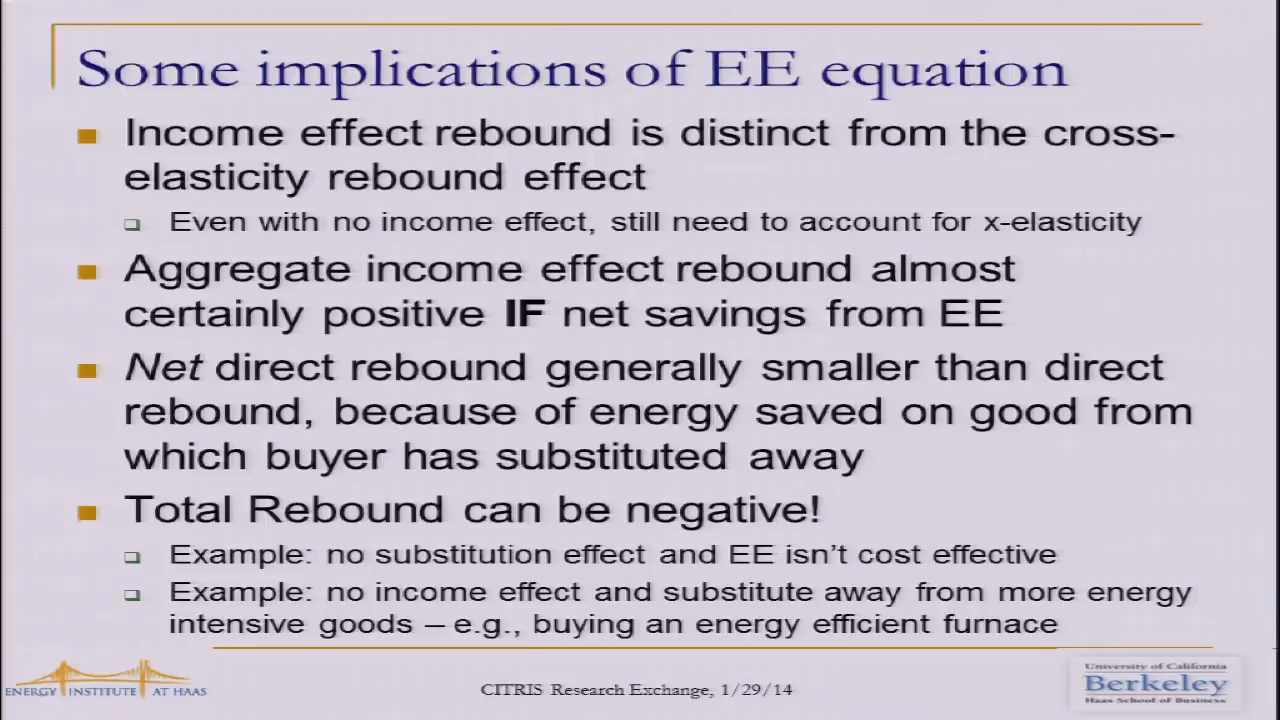 Some implications of EE equation
Income effect rebound is distinct from the cross-
elasticity rebound effect
Even with no income effect, still need to account for x-elasticity
Aggregate income effect rebound almost
certainly positive IF net savings from EE
Net direct rebound generally smaller than direct
rebound, because of energy saved on good from
which buyer has substituted away
Total Rebound can be negative!
Example: no substitution effect and EE isn't cost effective
Example: no income effect and substitute away from more energy
intensive goods – e.g., buying an energy efficient furnace
ENERGY INSTITUTE AT HAAS
CITRIS Research Exchange, 1/29/14
University of California
Berkeley
Haas School of Business